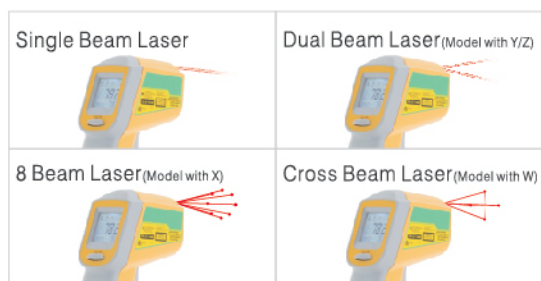 Single Beam Laser
Dual Beam Laser(Model with Y/Z)
8 Beam Laser(Model with X)
Cross Beam Laser(Model with W)